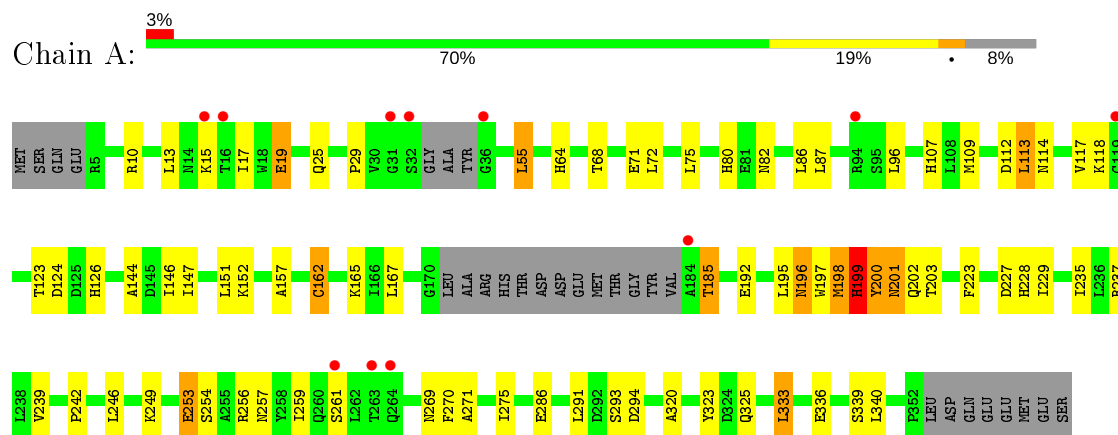 3%
Chain A:
70% 19% • 8%
MET SER GLN GLU R5 R10 L13 N14 K15 T16 I17 W18 E19 Q25 P29 V30 G31 S32 GLY ALA TYR G36 L55 H64 T68 E71 L72 L75 H80 E81 N82 L86 L87 R94 S95 L96 H107 L108 M109 D112 L113 N114 V117 K118 C119
T123 D124 D125 H126 A144 D145 I146 I147 L151 K152 A157 C162 K165 I166 L167 G170 LEU ALA ARG HIS THR ASP ASP GLU MET THR GLY TYR VAL A184 T185 E192 L195 N196 W197 M198 H199 Y200 N201 Q202 T203 F223 D227 H228 I229 I235 L236 R237
L238 V239 P242 L246 K249 E253 S254 A255 R256 N257 Y258 I259 Q260 S261 L262 T263 Q264 N269 F270 A271 I275 E286 L291 D292 S293 D294 A320 Y323 D324 Q325 L333 E336 S339 L340 P352 LEU ASP GLN GLU GLU MET GLU SER